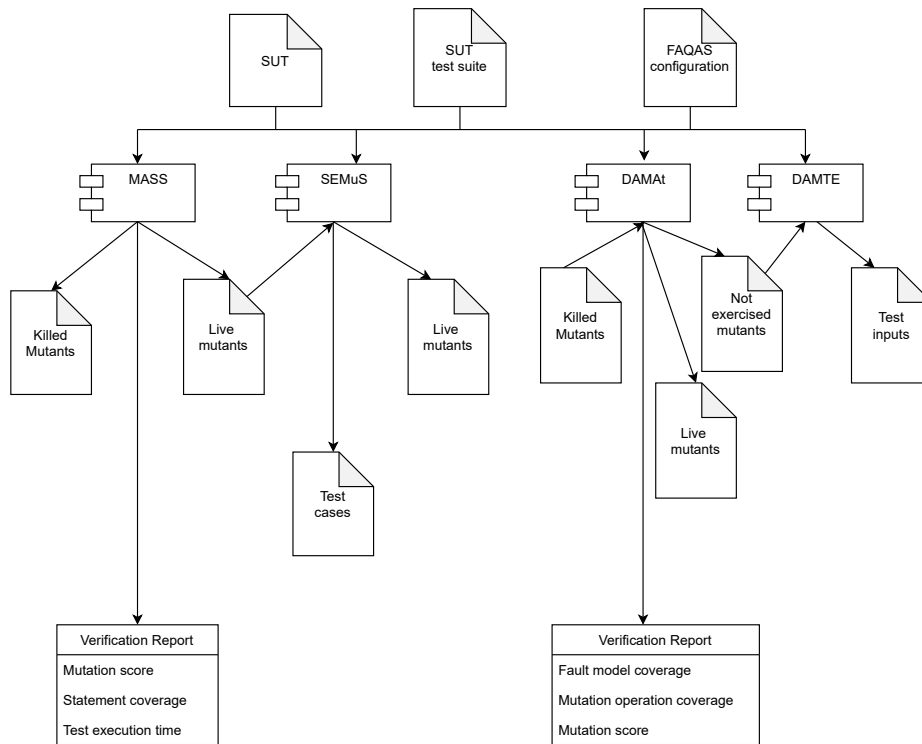 SUT
SUT
test suite
FAQAS
configuration
MASS
SEMuS
DAMAt
DAMTE
Killed
Mutants
Live
mutants
Live
mutants
Killed
Mutants
Not
exercised
mutants
Test
inputs
Live
mutants
Test
cases
Verification Report
Mutation score
Statement coverage
Test execution time
Verification Report
Fault model coverage
Mutation operation coverage
Mutation score